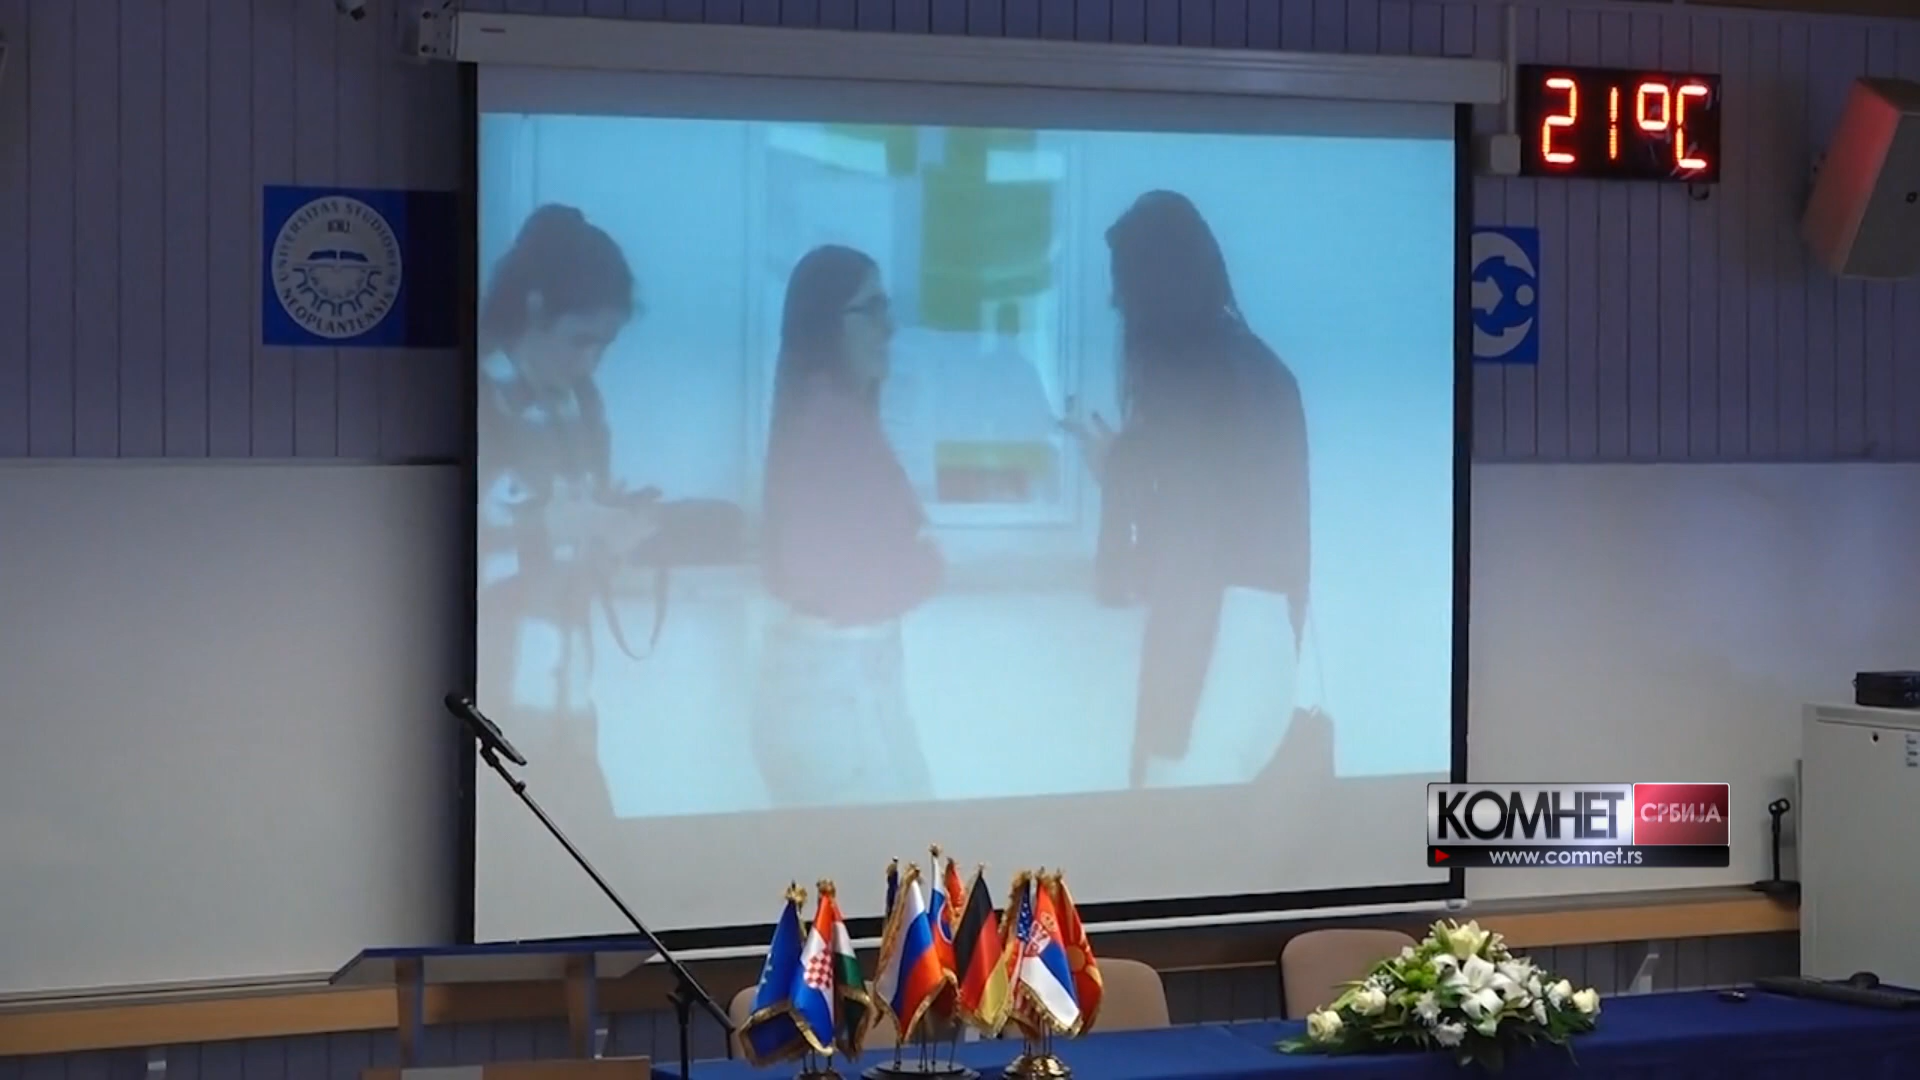 21°C
UNIVERSITAS STUDIORUM
NEOPLANTENSIS
КОМНЕТ СРБИЈА
www.comnet.rs